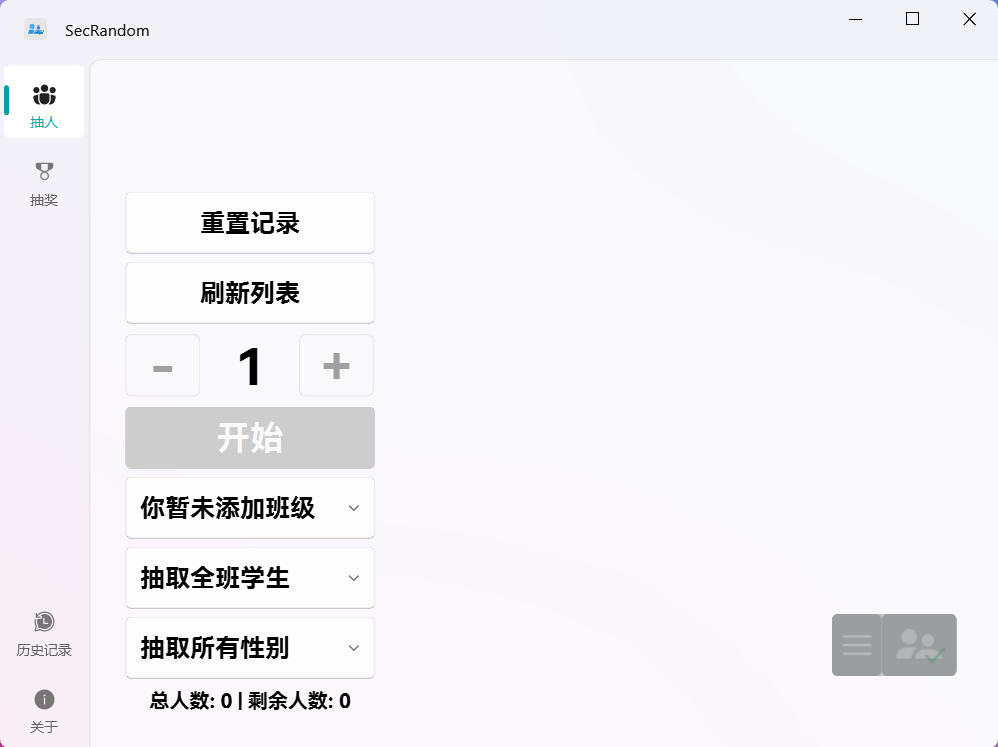 SecRandom
抽人
抽奖
重置记录
刷新列表
- 1 +
开始
你暂未添加班级
抽取全班学生
抽取所有性别
总人数: 0 | 剩余人数: 0
历史记录
关于